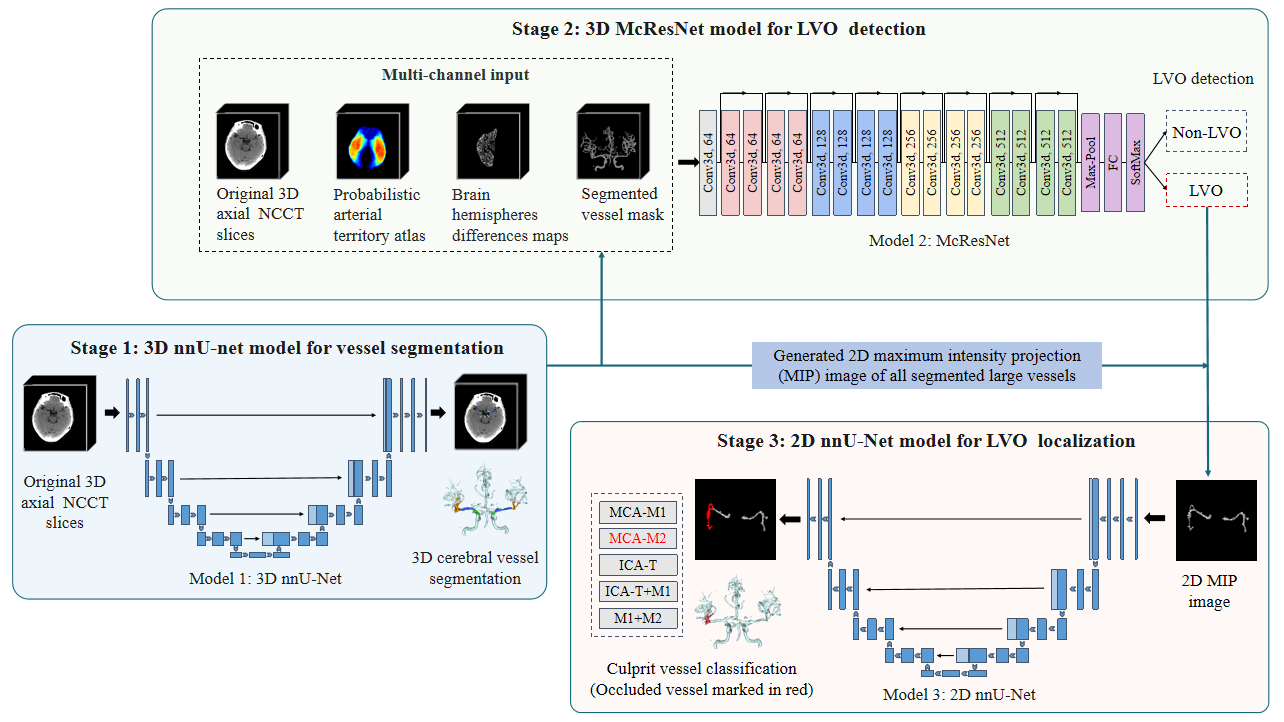 Stage 2: 3D McResNet model for LVO detection
Multi-channel input
Original 3D
axial NCCT
slices
Probabilistic
arterial
territory atlas
Brain
hemispheres
differences maps
Segmented
vessel mask
Conv3d, 64
Conv3d, 64
Conv3d, 64
Conv3d, 64
Conv3d, 64
Conv3d, 128
Conv3d, 128
Conv3d, 128
Conv3d, 128
Conv3d, 256
Conv3d, 256
Conv3d, 256
Conv3d, 256
Conv3d, 512
Conv3d, 512
Conv3d, 512
Conv3d, 512
Max-Pool
FC
SoftMax
LVO detection
Non-LVO
LVO
Model 2: McResNet
Stage 1: 3D nnU-net model for vessel segmentation
Original 3D
axial NCCT
slices
Model 1: 3D nnU-Net
3D cerebral vessel
segmentation
Generated 2D maximum intensity projection
(MIP) image of all segmented large vessels
Stage 3: 2D nnU-Net model for LVO localization
MCA-M1
MCA-M2
ICA-T
ICA-T+M1
M1+M2
Culprit vessel classification
(Occluded vessel marked in red)
Model 3: 2D nnU-Net
2D MIP
image